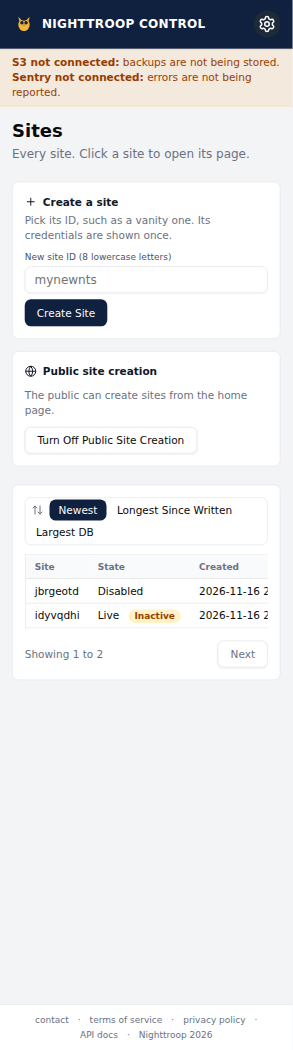 NIGHTTROOP CONTROL
S3 not connected: backups are not being stored.
Sentry not connected: errors are not being
reported.
Sites
Every site. Click a site to open its page.
Create a site
Pick its ID, such as a vanity one. Its
credentials are shown once.
New site ID (8 lowercase letters)
mynewnts
Create Site
Public site creation
The public can create sites from the home
page.
Turn Off Public Site Creation
Newest Longest Since Written
Largest DB
Site State Created
jbrgeotd Disabled 2026-11-16 2
idyvqdhi Live Inactive 2026-11-16 2
Showing 1 to 2 Next
contact · terms of service · privacy policy ·
API docs · Nighttroop 2026